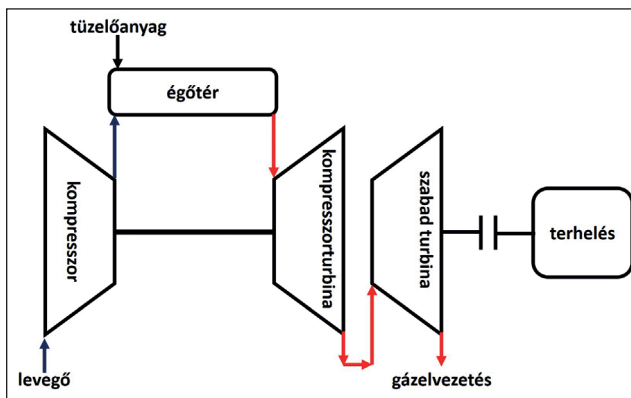 tüzelőanyag
égőtér
kompresszor
kompresszorturbina
szabad turbina
terhelés
levegő
gázelvezetés